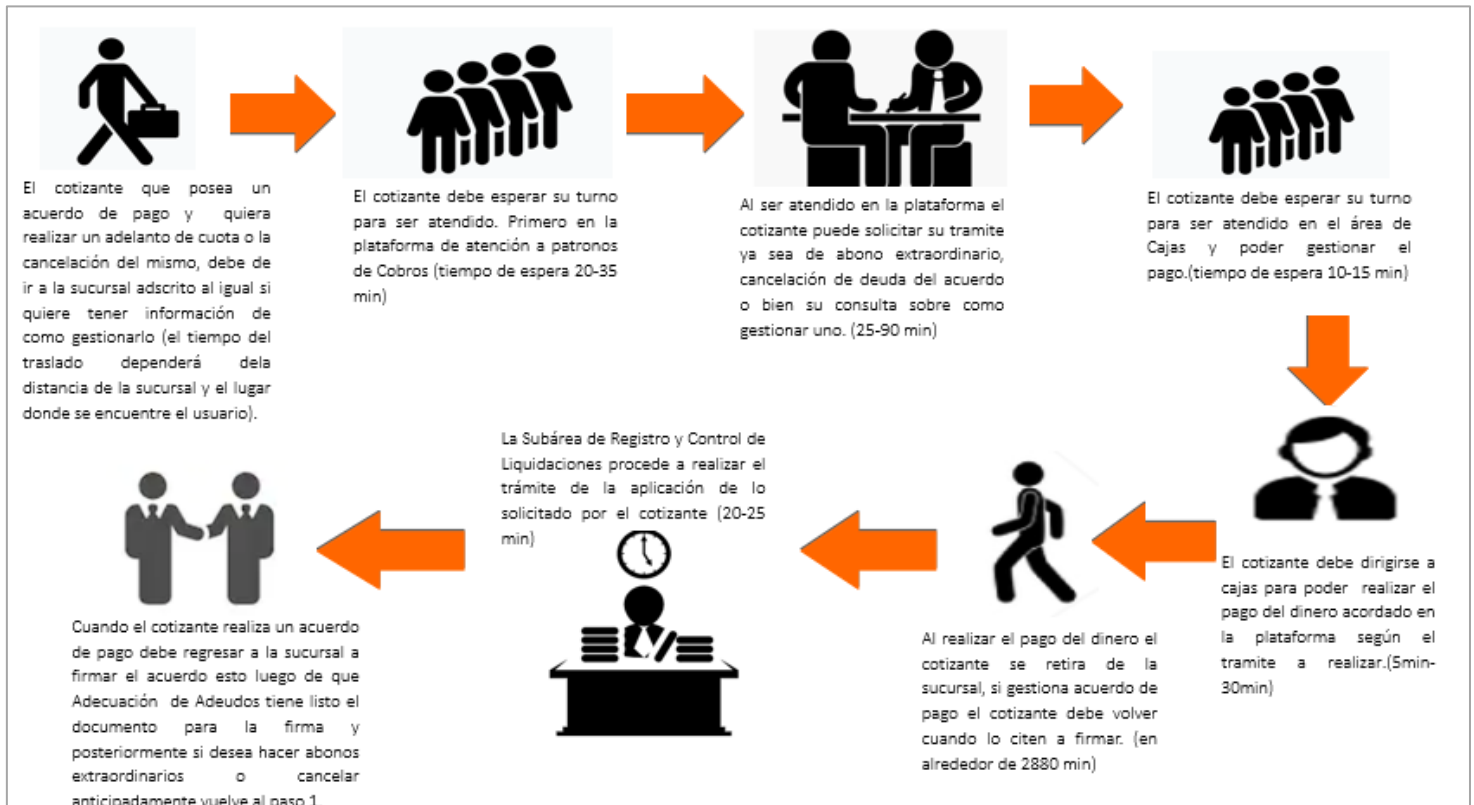 El cotizante que posea un
acuerdo de pago y quiera
realizar un adelanto de cuota o la
cancelación del mismo, debe de
ir a la sucursal adscrito al igual si
quiere tener información de
como gestionarlo (el tiempo del
traslado dependerá dela
distancia de la sucursal y el lugar
donde se encuentre el usuario).
El cotizante debe esperar su turno
para ser atendido. Primero en la
plataforma de atención a patronos
de Cobros (tiempo de espera 20-35
min)
Al ser atendido en la plataforma el
cotizante puede solicitar su tramite
ya sea de abono extraordinario,
cancelación de deuda del acuerdo
o bien su consulta sobre como
gestionar uno. (25-90 min)
El cotizante debe esperar su turno
para ser atendido en el área de
Cajas y poder gestionar el
pago.(tiempo de espera 10-15 min)
El cotizante debe dirigirse a
cajas para poder realizar el
pago del dinero acordado en
la plataforma según el
tramite a realizar.(5min-
30min)
Al realizar el pago del dinero el
cotizante se retira de la
sucursal, si gestiona acuerdo de
pago el cotizante debe volver
cuando lo citen a firmar. (en
alrededor de 2880 min)
La Subárea de Registro y Control de
Liquidaciones procede a realizar el
trámite de la aplicación de lo
solicitado por el cotizante (20-25
min)
Cuando el cotizante realiza un acuerdo
de pago debe regresar a la sucursal a
firmar el acuerdo esto luego de que
Adecuación de Adeudos tiene listo el
documento para la firma y
posteriormente si desea hacer abonos
extraordinarios o cancelar
anticipadamente vuelve al paso 1.